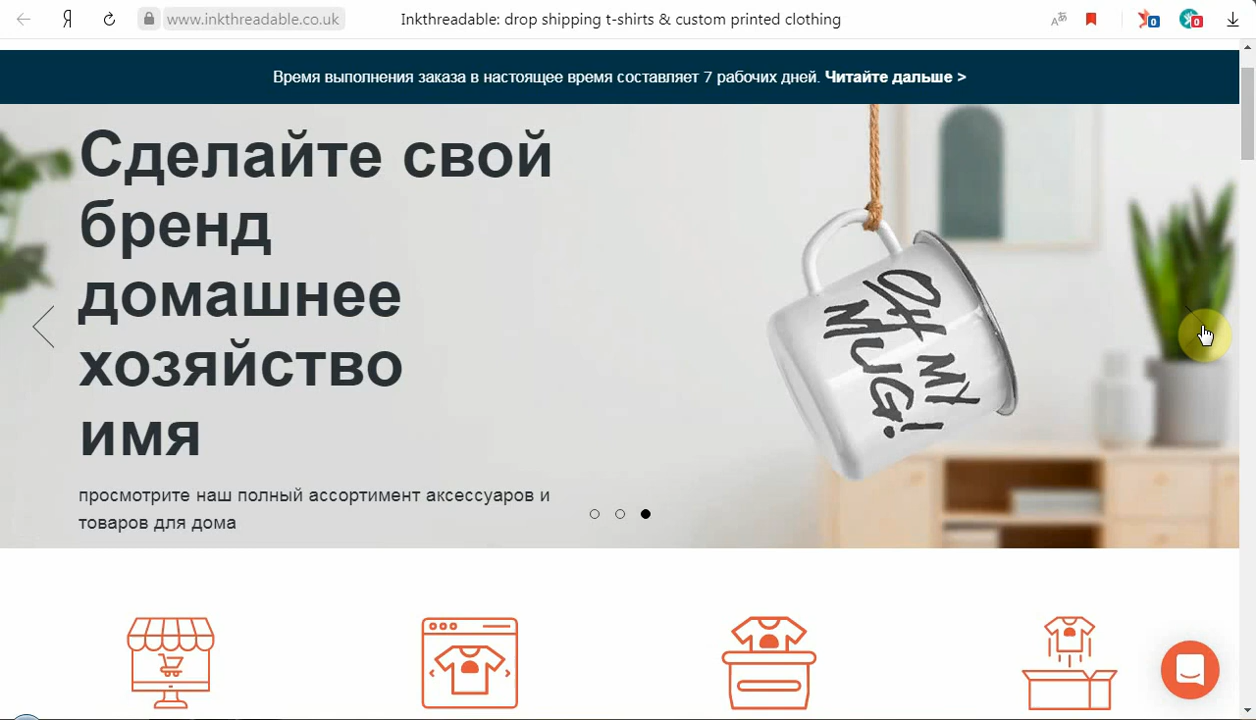 Я
www.inkthreadable.co.uk
Inkthreadable: drop shipping t-shirts & custom printed clothing
0
0
Время выполнения заказа в настоящее время составляет 7 рабочих дней. Читайте дальше >
Сделайте свой
бренд
домашнее
хозяйство
имя
OH MY MUG!
просмотрите наш полный ассортимент аксессуаров и
товаров для дома